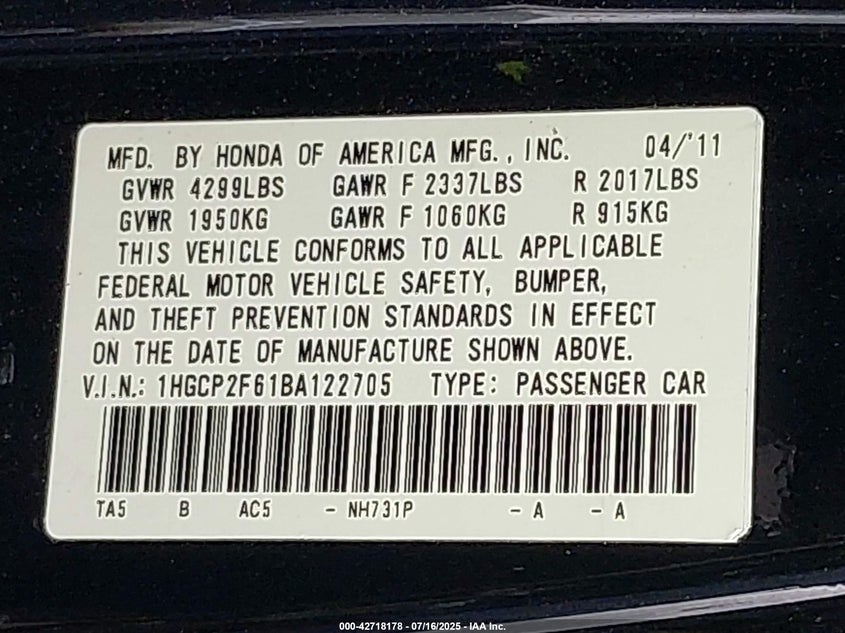 MFD. BY HONDA OF AMERICA MFG., INC. 04/'11
GVWR 4299LBS GAWR F 2337LBS R 2017LBS
GVWR 1950KG GAWR F 1060KG R 915KG
THIS VEHICLE CONFORMS TO ALL APPLICABLE
FEDERAL MOTOR VEHICLE SAFETY, BUMPER,
AND THEFT PREVENTION STANDARDS IN EFFECT
ON THE DATE OF MANUFACTURE SHOWN ABOVE.
V.I.N.: 1HGCP2F61BA122705 TYPE: PASSENGER CAR
TA5 B AC5 - NH731P - A - A
000-42718178 - 07/16/2025 - IAA Inc.